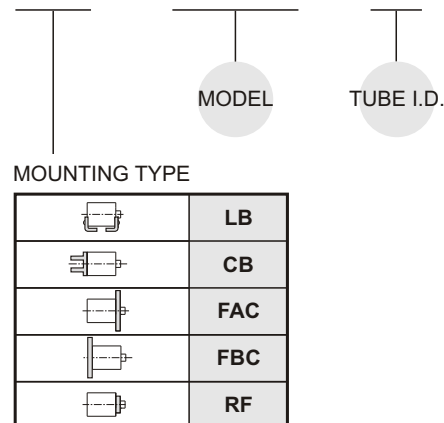 MODEL TUBE I.D.
MOUNTING TYPE
LB
CB
FAC
FBC
RF